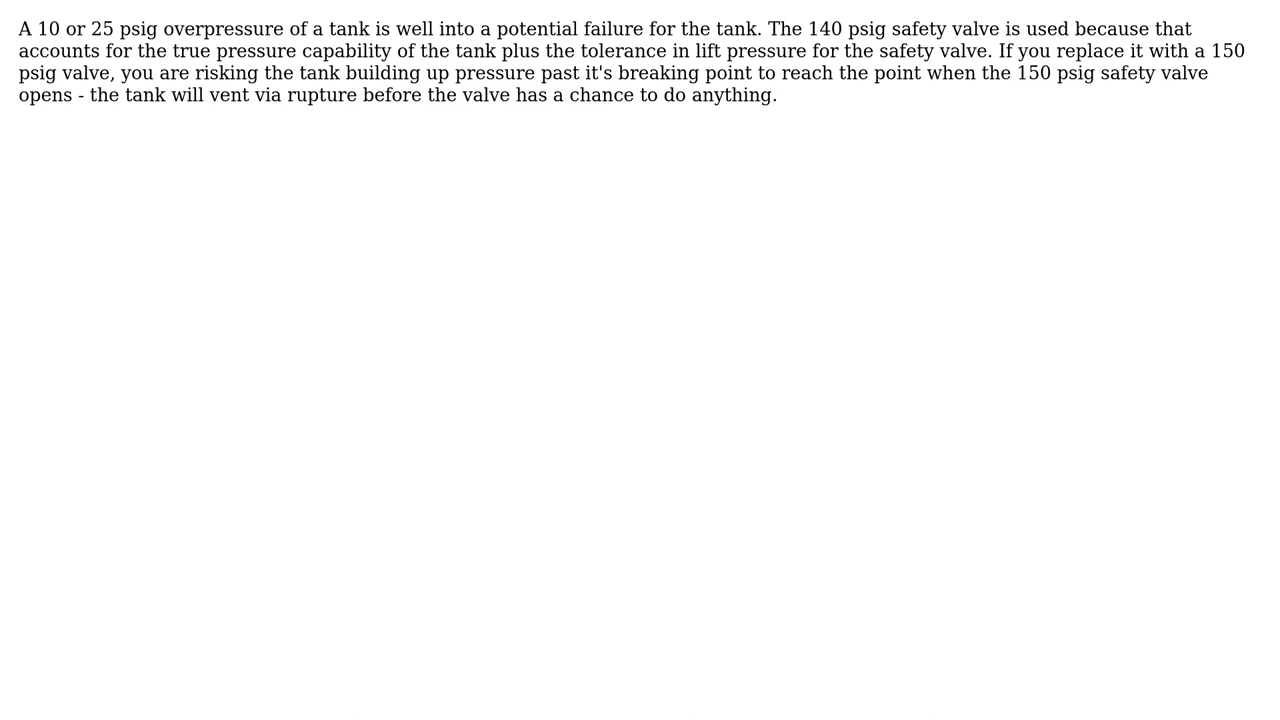 A 10 or 25 psig overpressure of a tank is well into a potential failure for the tank. The 140 psig safety valve is used because that
accounts for the true pressure capability of the tank plus the tolerance in lift pressure for the safety valve. If you replace it with a 150
psig valve, you are risking the tank building up pressure past it's breaking point to reach the point when the 150 psig safety valve
opens - the tank will vent via rupture before the valve has a chance to do anything.